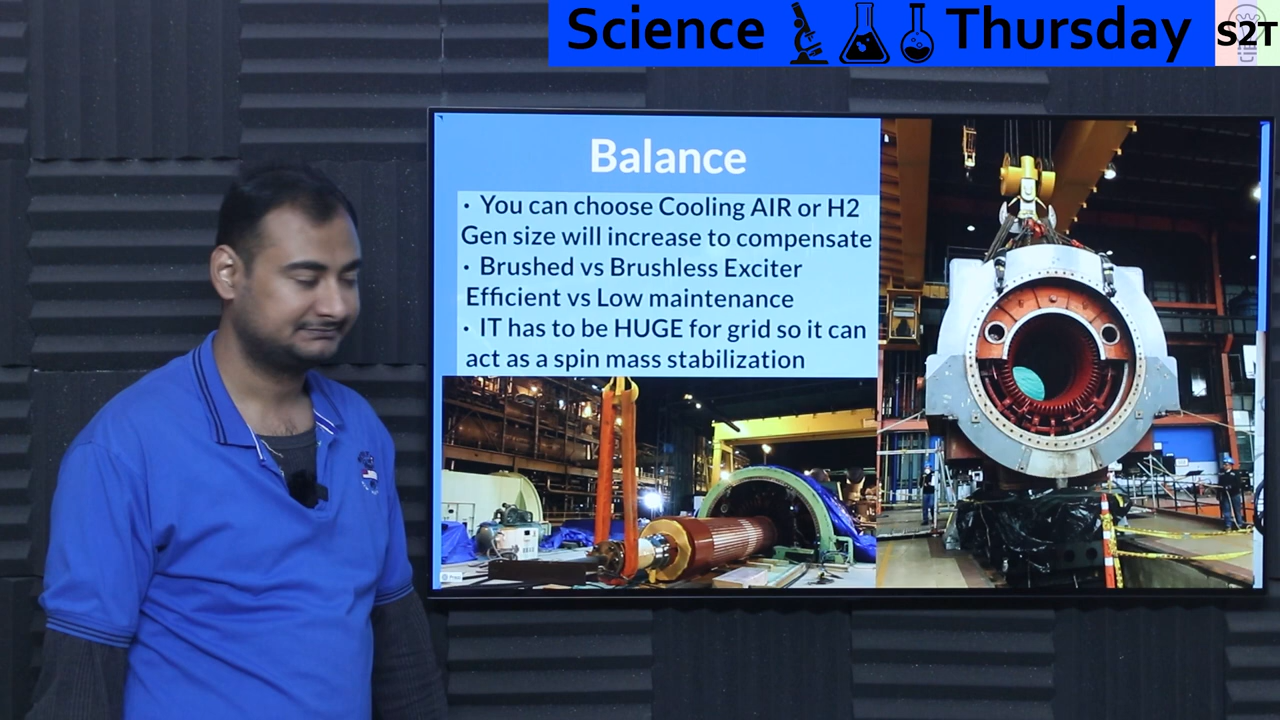 Science Thursday
S2T
Balance
· You can choose Cooling AIR or H2
Gen size will increase to compensate
· Brushed vs Brushless Exciter
Efficient vs Low maintenance
· IT has to be HUGE for grid so it can
act as a spin mass stabilization